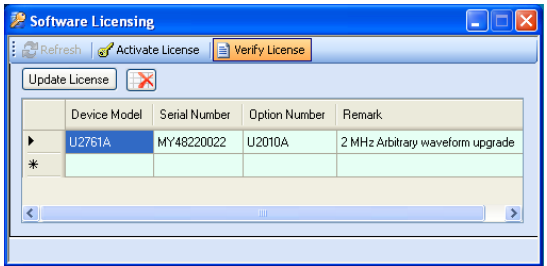 Software Licensing
Refresh Activate License Verify License
Update License
Device Model Serial Number Option Number Remark
U2761A MY48220022 U2010A 2 MHz Arbitrary waveform upgrade